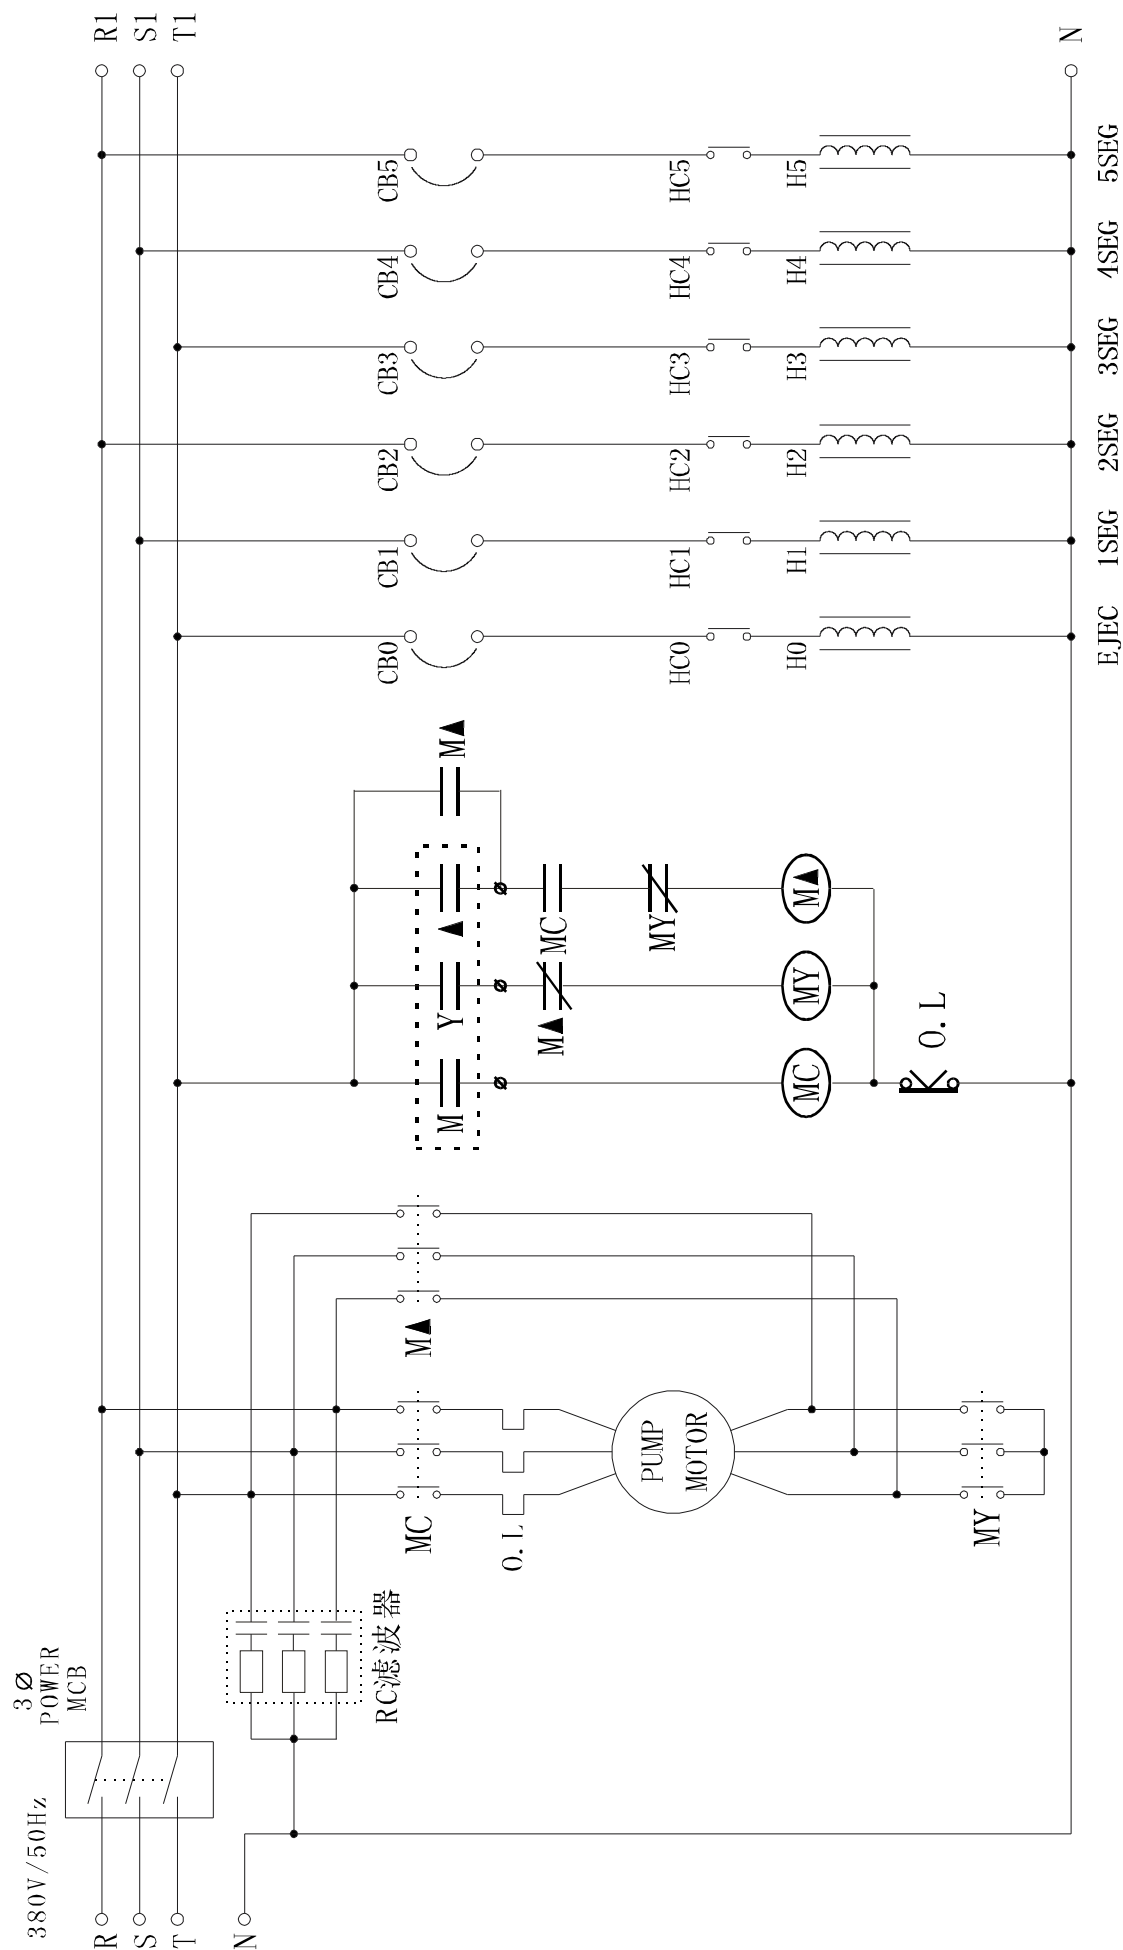 380V/50Hz
R
S
T
N
3Ø
POWER
MCB
RC滤波器
MC
O.L
PUMP
MOTOR
MY
M▲
M
Y
▲
M▲
M▲
MC
MY
MC
MY
M▲
O.L
CB0
HC0
H0
EJEC
CB1
HC1
H1
1SEG
CB2
HC2
H2
2SEG
CB3
HC3
H3
3SEG
CB4
HC4
H4
4SEG
CB5
HC5
H5
5SEG
R1
S1
T1
N